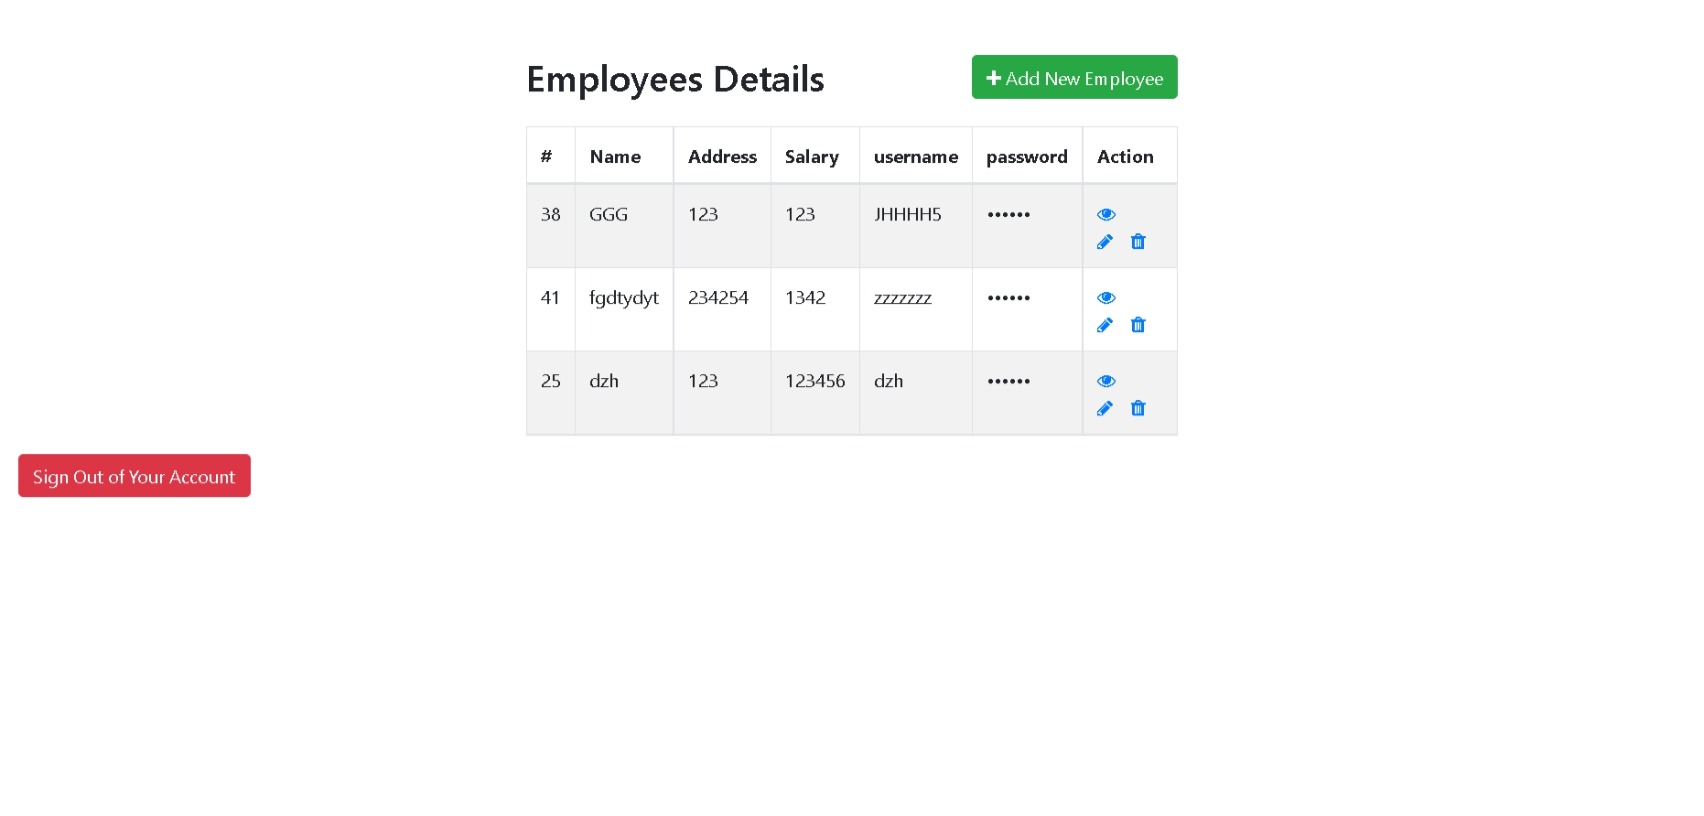 Employees Details
Add New Employee
# Name Address Salary username password Action
38 GGG 123 123 JHHHH5 ••••••
41 fgdtydyt 234254 1342 zzzzzzz ••••••
25 dzh 123 123456 dzh ••••••
Sign Out of Your Account